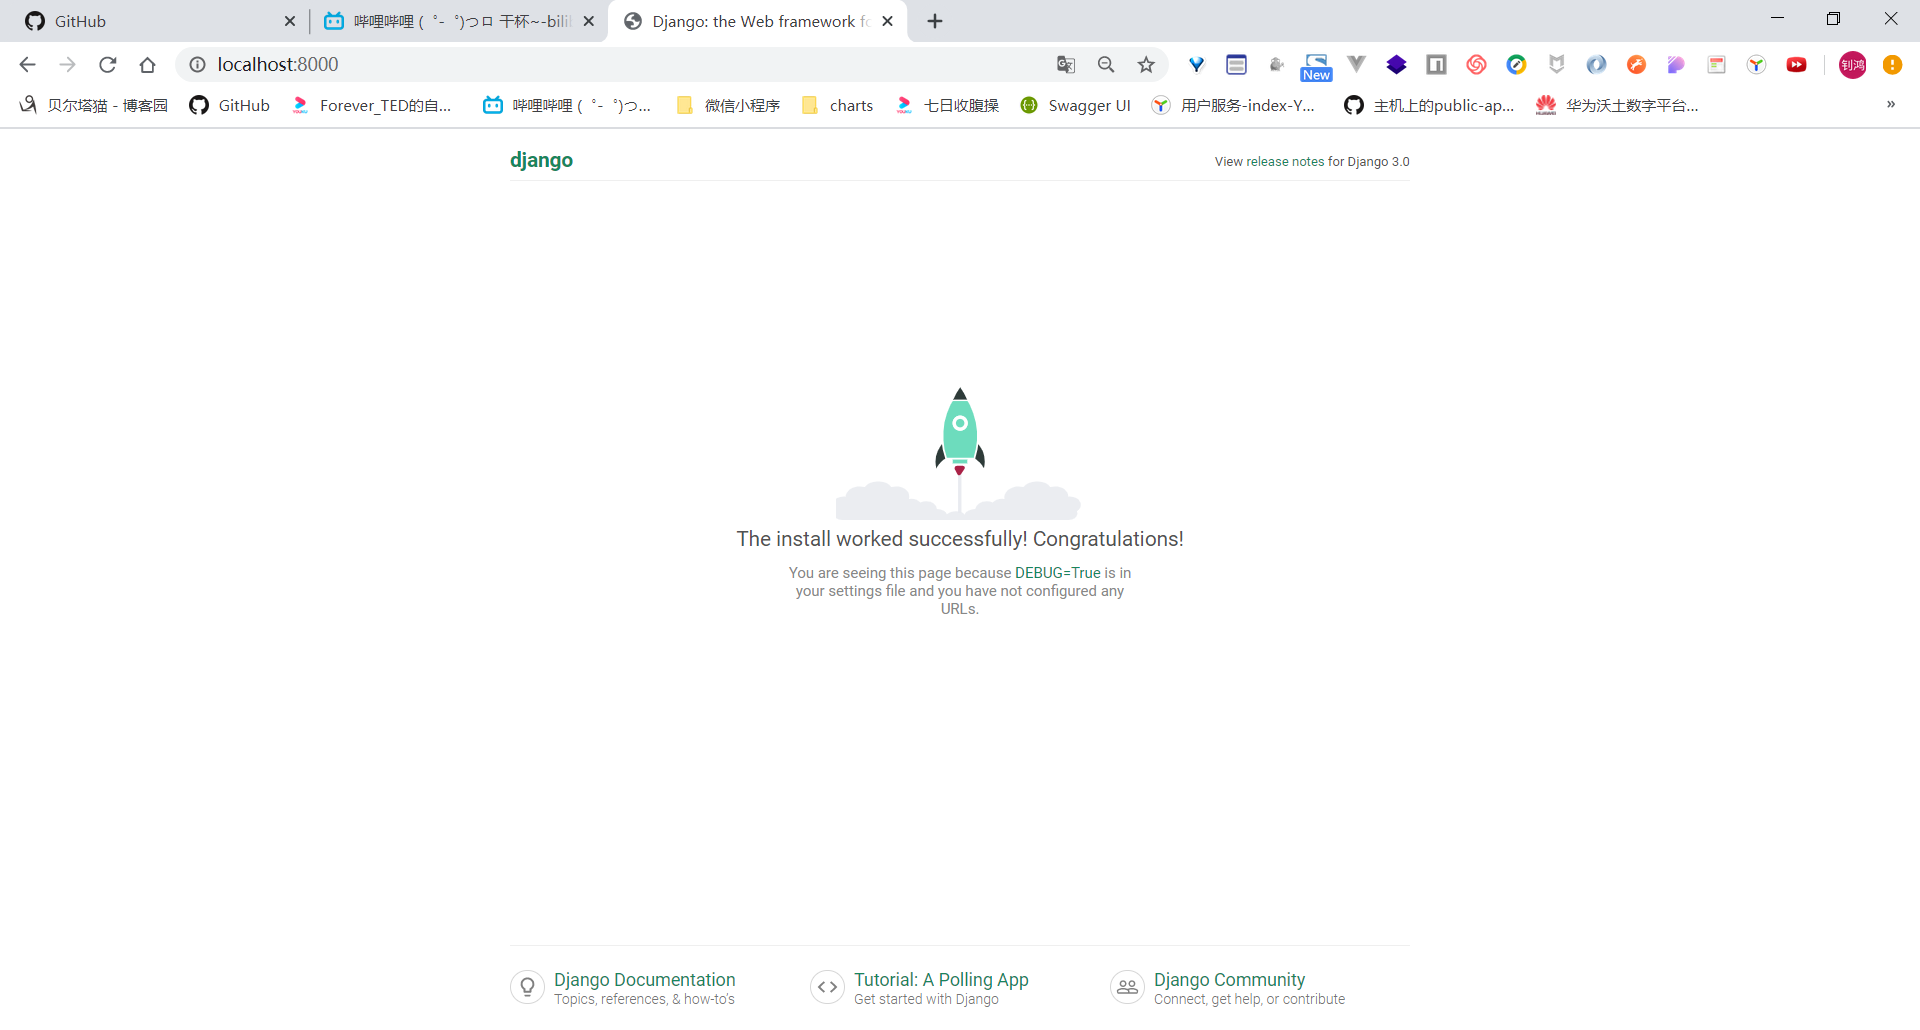 GitHub
哔哩哔哩 (゜-゜)つロ 干杯~-bili
Django: the Web framework fo
localhost:8000
New
钊鸿
贝尔塔猫 - 博客园
GitHub
Forever_TED的自...
哔哩哔哩 (゜-゜)つ...
微信小程序
charts
七日收腹操
Swagger UI
用户服务-index-Y...
主机上的public-ap...
华为沃土数字平台...
»
django
View release notes for Django 3.0
The install worked successfully! Congratulations!
You are seeing this page because DEBUG=True is in
your settings file and you have not configured any
URLs.
Django Documentation
Topics, references, & how-to's
Tutorial: A Polling App
Get started with Django
Django Community
Connect, get help, or contribute